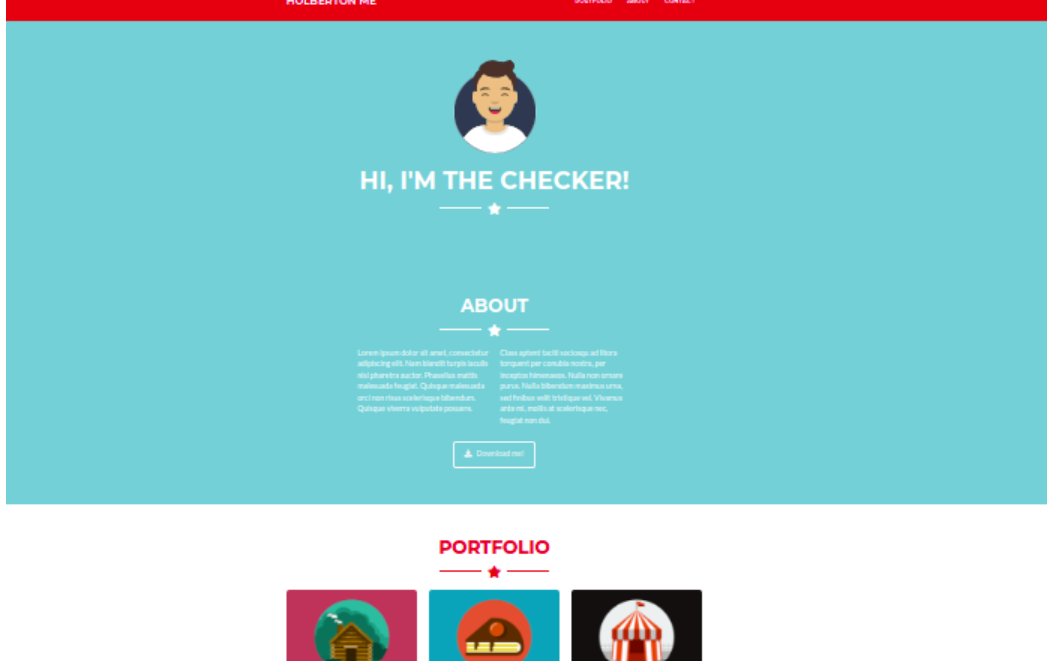 HOLBERTON ME
PORTFOLIO ABOUT CONTACT
HI, I'M THE CHECKER!
ABOUT
Lorem ipsum dolor sit amet, consectetur
adipiscing elit. Nam blandit turpis iaculis
nisl pharetra auctor. Phasellus mattis
malesuada feugiat. Quisque malesuada
orci non risus scelerisque bibendum.
Quisque viverra vulputate posuere.
Class aptent taciti sociosqu ad litora
torquent per conubia nostra, per
inceptos himenaeos. Nulla non ornare
purus. Nulla bibendum maximus urna,
sed finibus velit tristique vel. Vivamus
ante mi, mollis at scelerisque nec,
feugiat non dui.
Download me!
PORTFOLIO